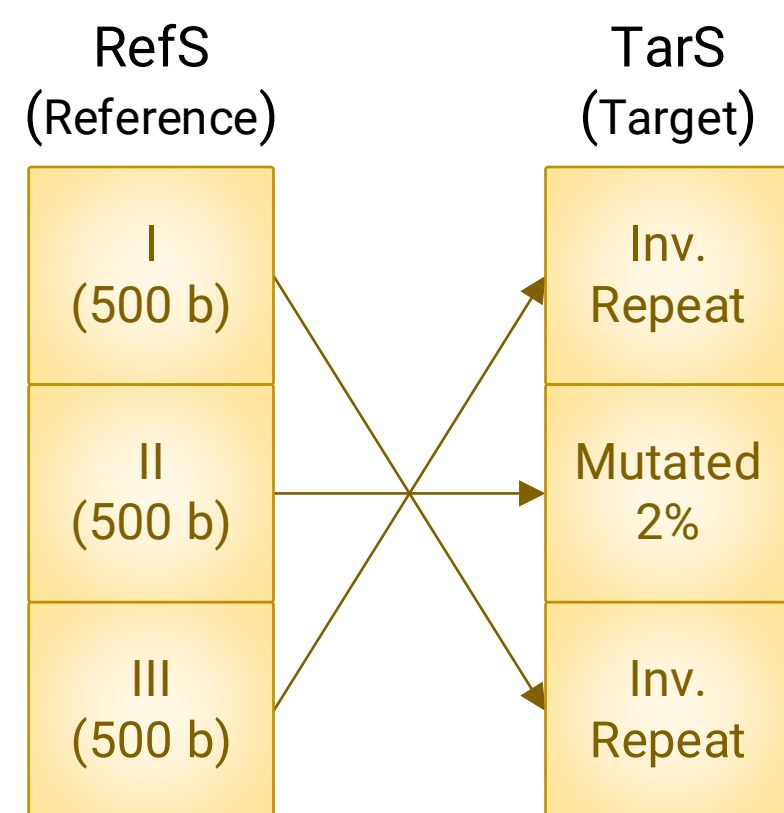 RefS
(Reference)
TarS
(Target)
I
(500 b)
Inv.
Repeat
II
(500 b)
Mutated
2%
III
(500 b)
Inv.
Repeat